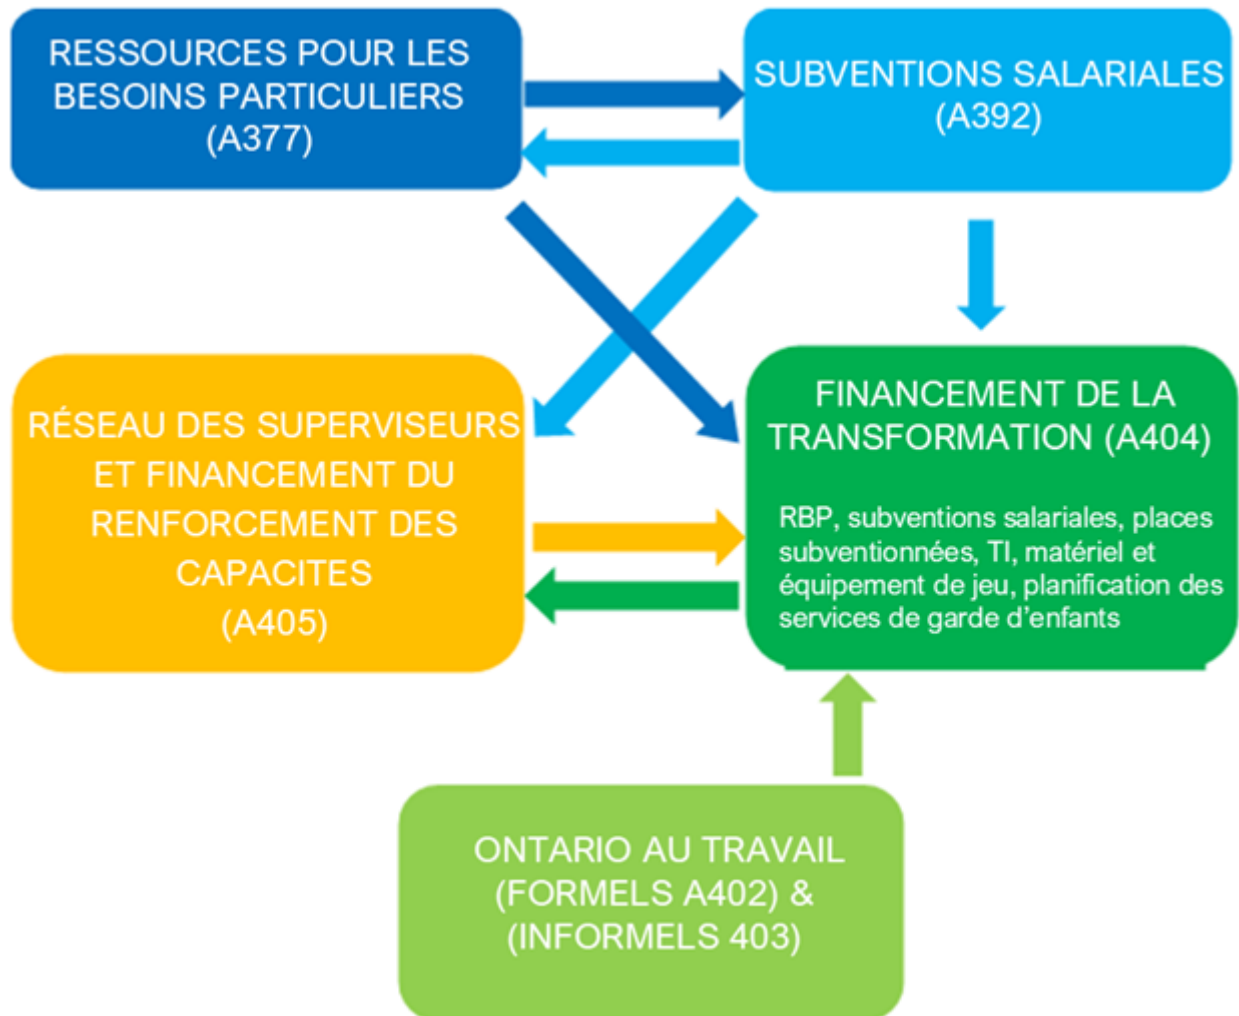 RESSOURCES POUR LES
BESOINS PARTICULIERS
(A377)
SUBVENTIONS SALARIALES
(A392)
RÉSEAU DES SUPERVISEURS
ET FINANCEMENT DU
RENFORCEMENT DES
CAPACITES
(A405)
FINANCEMENT DE LA
TRANSFORMATION (A404)
RBP, subventions salariales, places
subventionnées, TI, matériel et
équipement de jeu, planification des
services de garde d'enfants
ONTARIO AU TRAVAIL
(FORMELS A402) &
(INFORMELS 403)